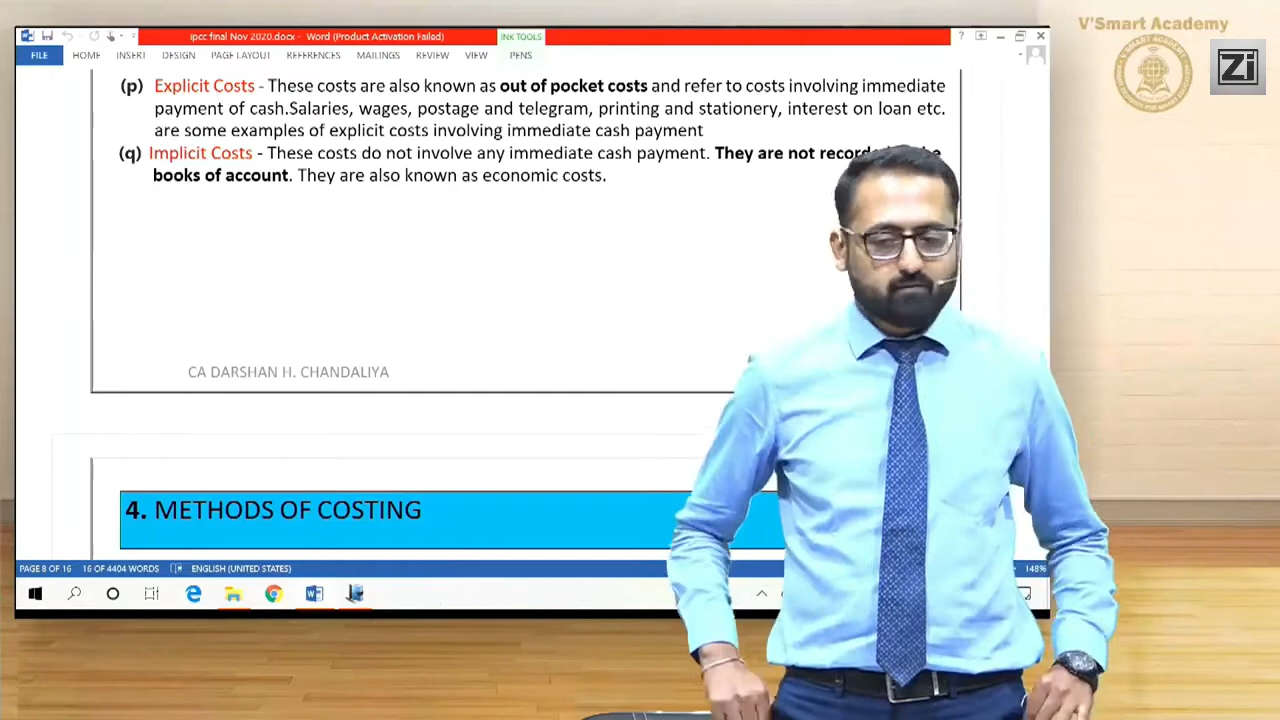 V'Smart Academy
Zi
ipcc final Nov 2020.docx - Word (Product Activation Failed)
INK TOOLS
FILE HOME INSERT DESIGN PAGE LAYOUT REFERENCES MAILINGS REVIEW VIEW PENS
(p) Explicit Costs - These costs are also known as out of pocket costs and refer to costs involving immediate
payment of cash.Salaries, wages, postage and telegram, printing and stationery, interest on loan etc.
are some examples of explicit costs involving immediate cash payment
(q) Implicit Costs - These costs do not involve any immediate cash payment. They are not
books of account. They are also known as economic costs.
CA DARSHAN H. CHANDALIYA
4. METHODS OF COSTING
PAGE 8 OF 16 16 OF 4404 WORDS ENGLISH (UNITED STATES) 148%